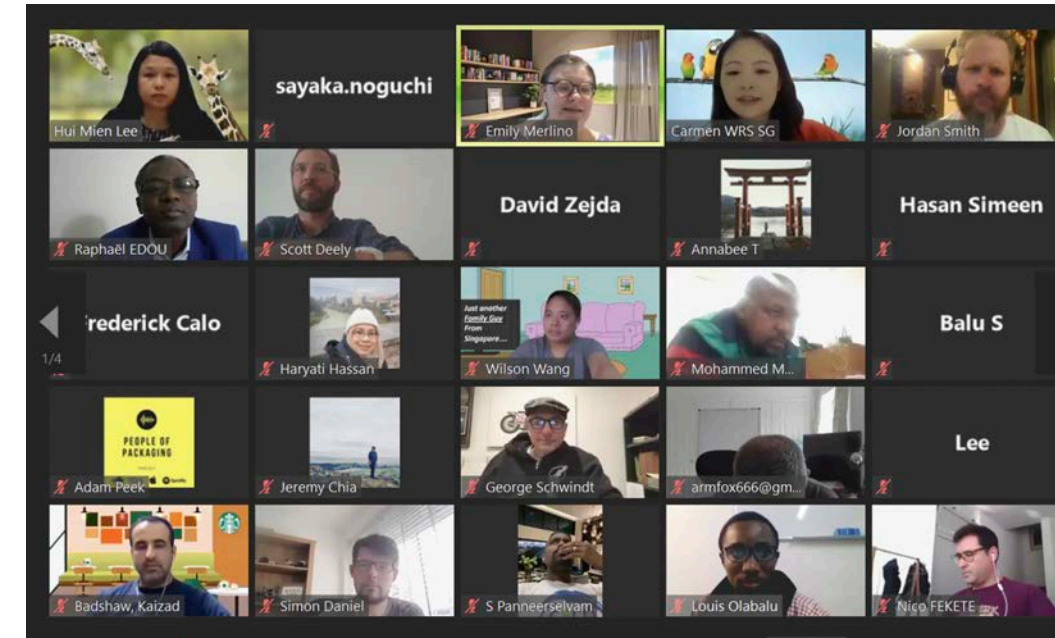 Hui Mien Lee
sayaka.noguchi
Emily Merlino
Carmen WRS SG
Jordan Smith
Raphaël EDOU
Scott Deely
David Zejda
Annabee T
Hasan Simeen
rederick Calo
1/4
Haryati Hassan
Just another
Family Guy
From
Singapore...
Wilson Wang
Mohammed M...
Balu S
PEOPLE OF
PACKAGING
PODCAST
Spotify
Adam Peek
Jeremy Chia
George Schwindt
armfox666@gm...
Lee
Badshaw, Kaizad
Simon Daniel
S Panneerselvam
Louis Olabalu
Nico FEKETE